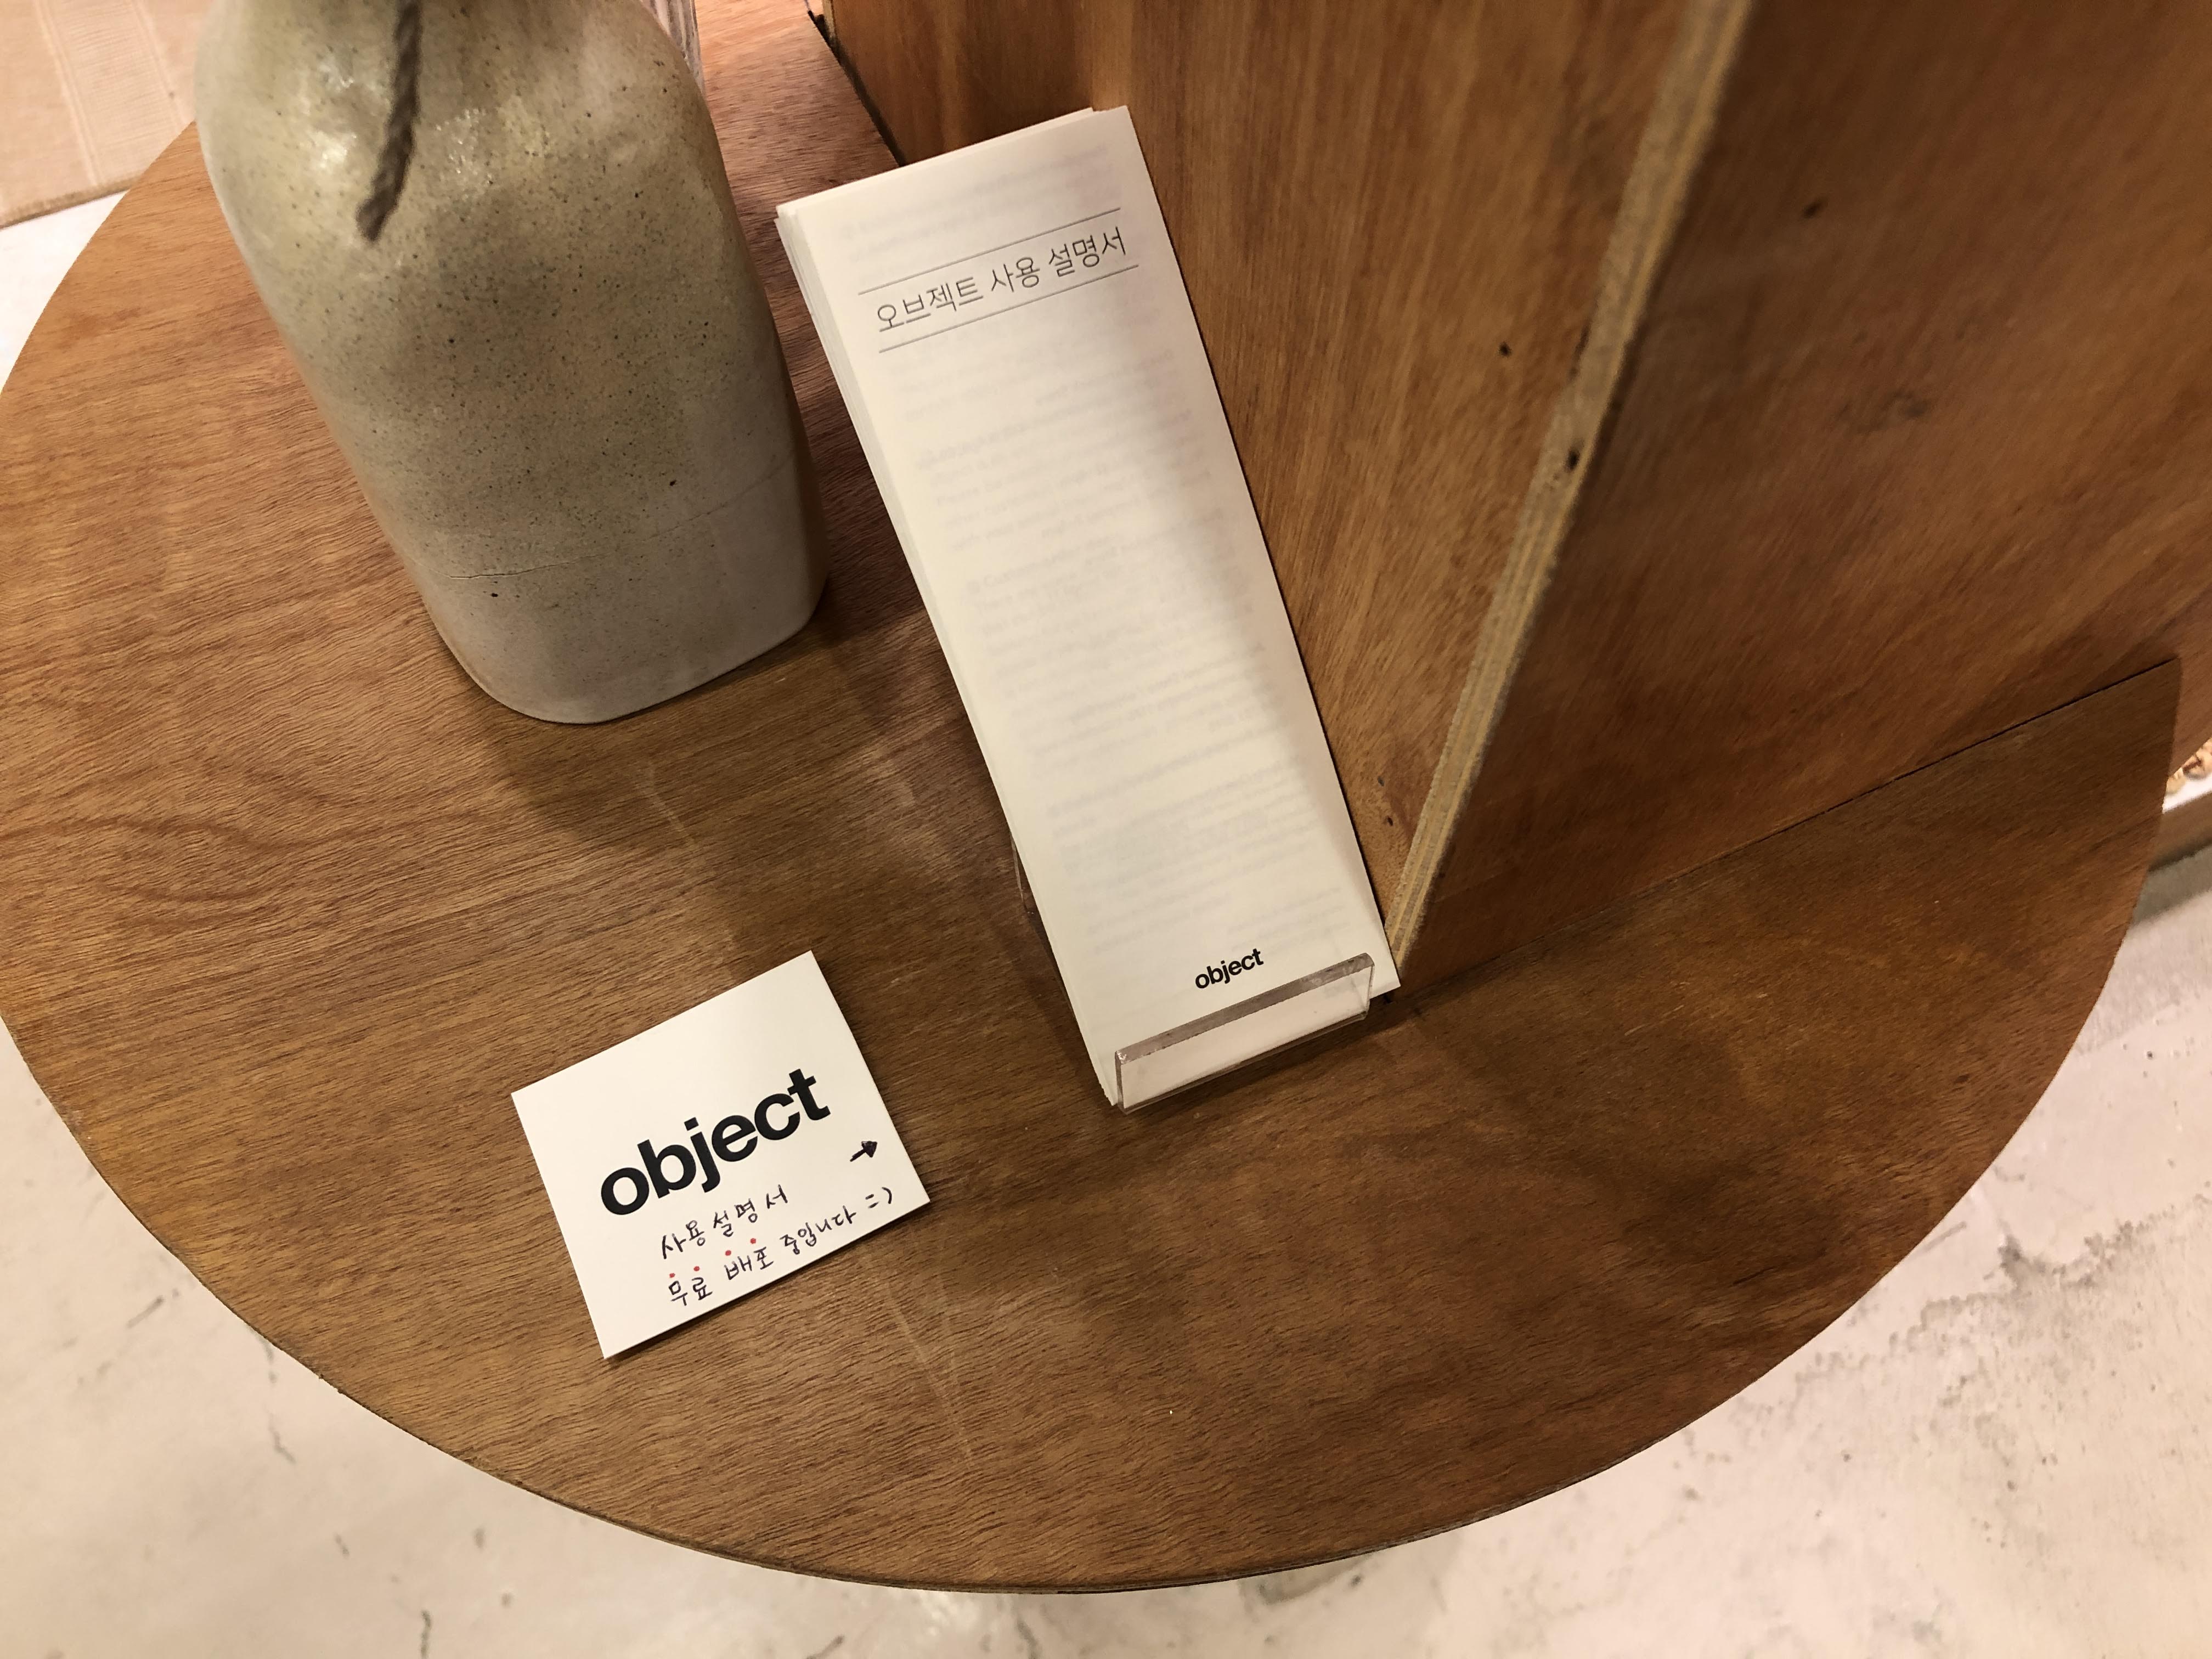 오브젝트 사용 설명서
object
object
→
사용설명서
무료 배포 중입니다 =)